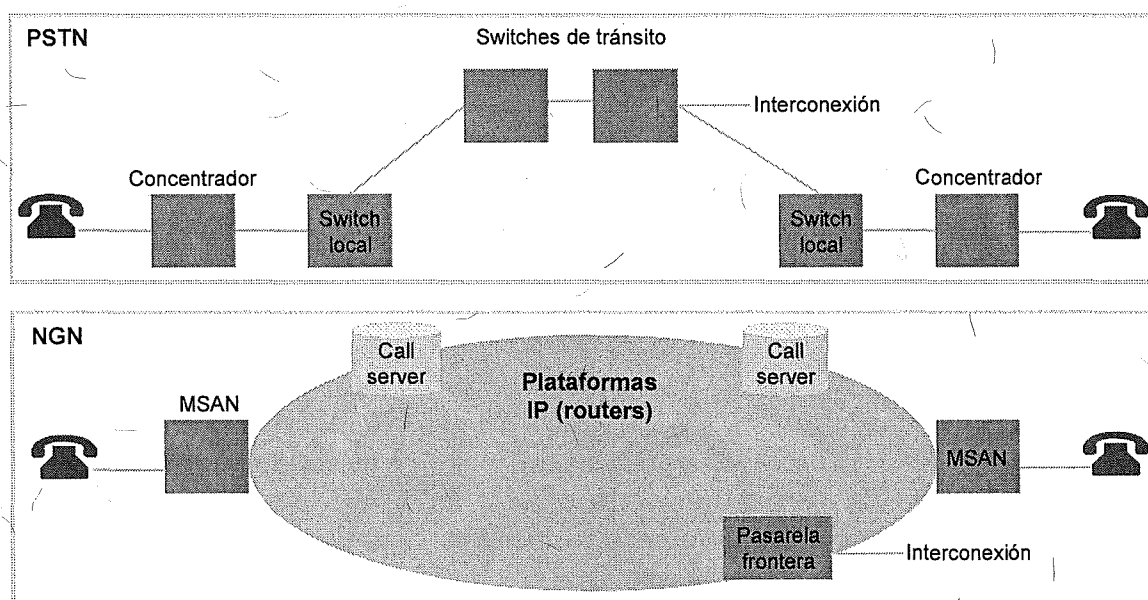 PSTN
Switches de tránsito
Interconexión
Concentrador
Concentrador
Switch
local
Switch
local
NGN
Call
server
Call
server
Plataformas
IP (routers)
MSAN
MSAN
Pasarela
frontera
Interconexión